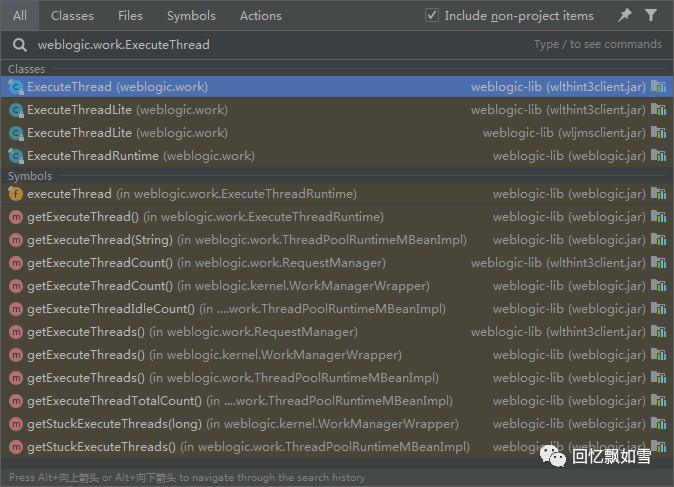 All Classes Files Symbols Actions Include non-project items
weblogic.work.ExecuteThread Type / to see commands
Classes
ExecuteThread (weblogic.work) weblogic-lib (wlthint3client.jar)
ExecuteThreadLite (weblogic.work) weblogic-lib (wlthint3client.jar)
ExecuteThreadLite (weblogic.work) weblogic-lib (wljmsclient.jar)
ExecuteThreadRuntime (weblogic.work) weblogic-lib (weblogic.jar)
Symbols
executeThread (in weblogic.work.ExecuteThreadRuntime) weblogic-lib (weblogic.jar)
getExecuteThread() (in weblogic.work.ExecuteThreadRuntime) weblogic-lib (weblogic.jar)
getExecuteThread(String) (in weblogic.work.ThreadPoolRuntimeMBeanImpl) weblogic-lib (weblogic.jar)
getExecuteThreadCount() (in weblogic.work.RequestManager) weblogic-lib (wlthint3client.jar)
getExecuteThreadCount() (in weblogic.kernel.WorkManagerWrapper) weblogic-lib (weblogic.jar)
getExecuteThreadIdleCount() (in ....work.ThreadPoolRuntimeMBeanImpl) weblogic-lib (weblogic.jar)
getExecuteThreads() (in weblogic.work.RequestManager) weblogic-lib (wlthint3client.jar)
getExecuteThreads() (in weblogic.kernel.WorkManagerWrapper) weblogic-lib (weblogic.jar)
getExecuteThreads() (in weblogic.work.ThreadPoolRuntimeMBeanImpl) weblogic-lib (weblogic.jar)
getExecuteThreadTotalCount() (in ....work.ThreadPoolRuntimeMBeanImpl) weblogic-lib (weblogic.jar)
getStuckExecuteThreads(long) (in weblogic.kernel.WorkManagerWrapper) weblogic-lib (weblogic.jar)
getStuckExecuteThreads() (in weblogic.work.ThreadPoolRuntimeMBeanImpl) weblogic-lib (weblogic.jar)
回忆飘如雪
Press Alt+向上箭头 or Alt+向下箭头 to navigate through the search history